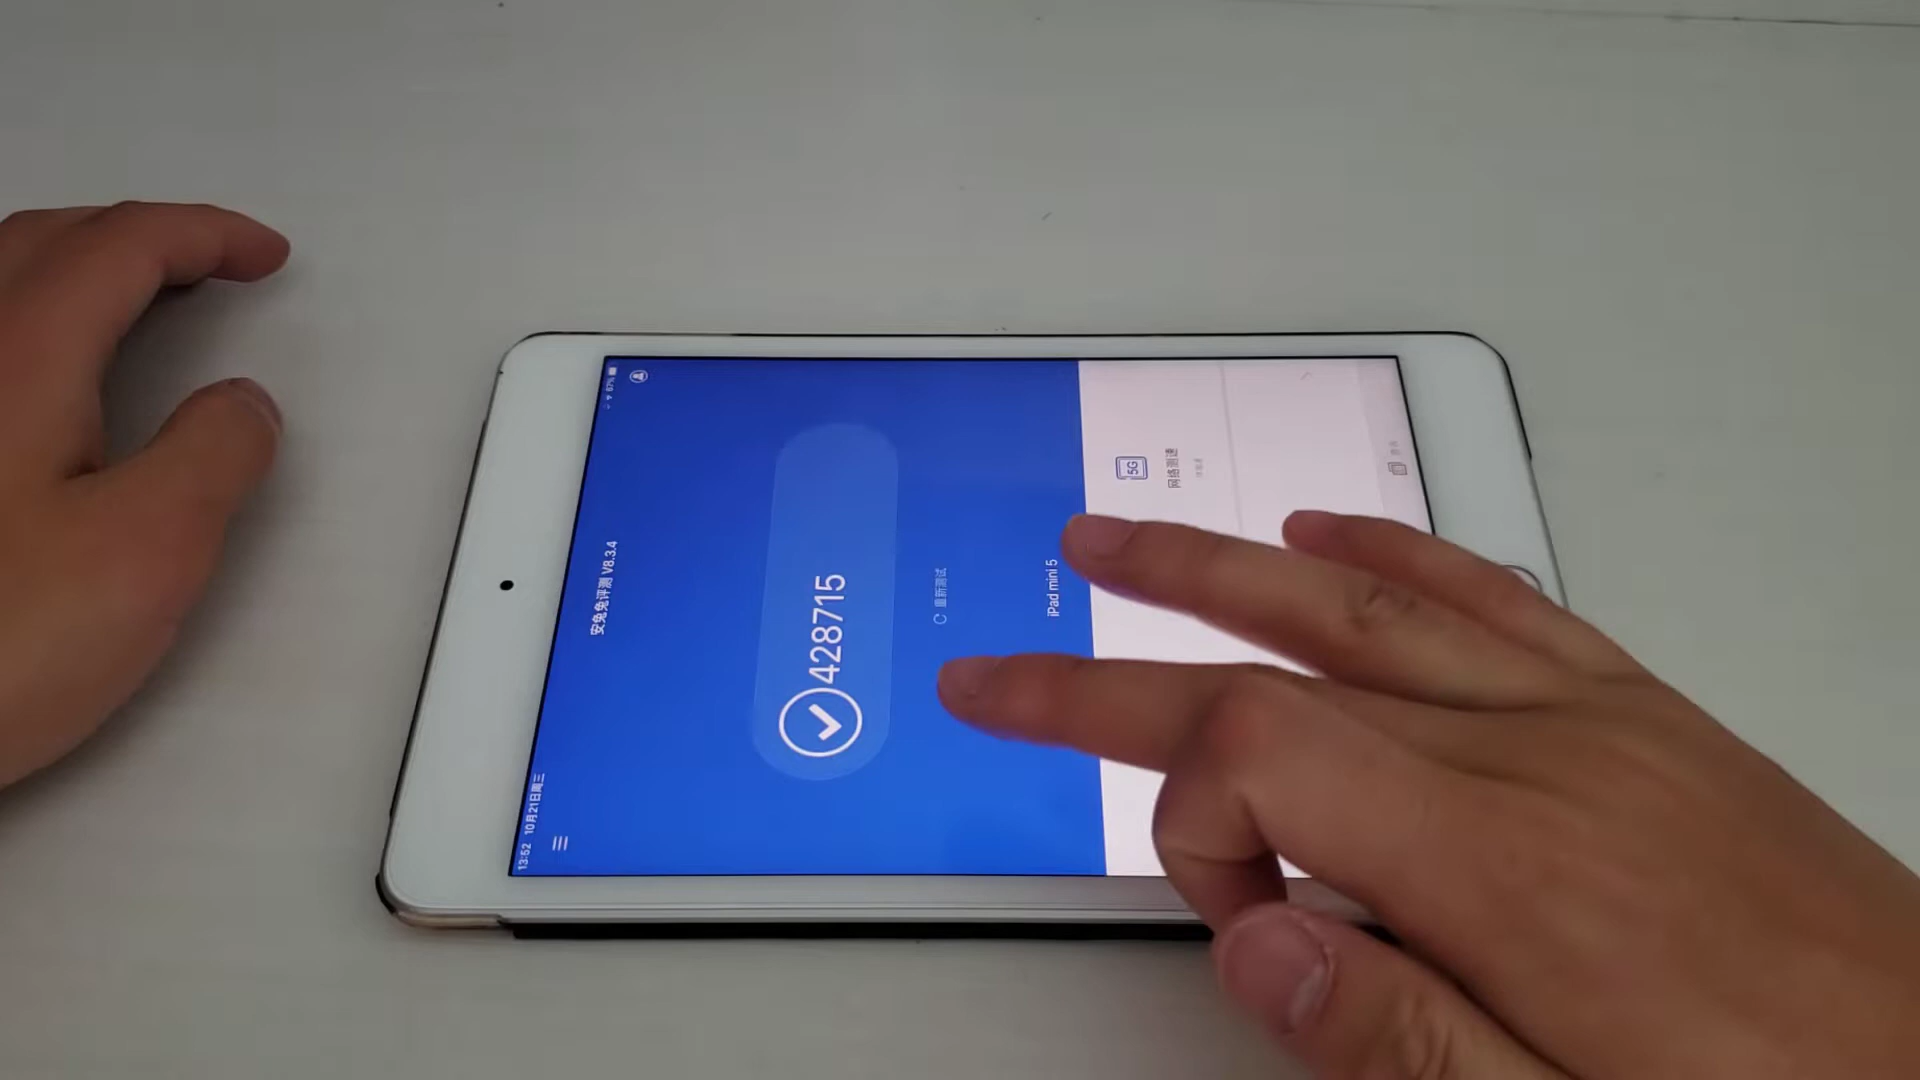 13:52 10月21日周三
67%
安兔兔评测 V8.3.4
428715
重新测试
iPad mini 5
5G
网络测速